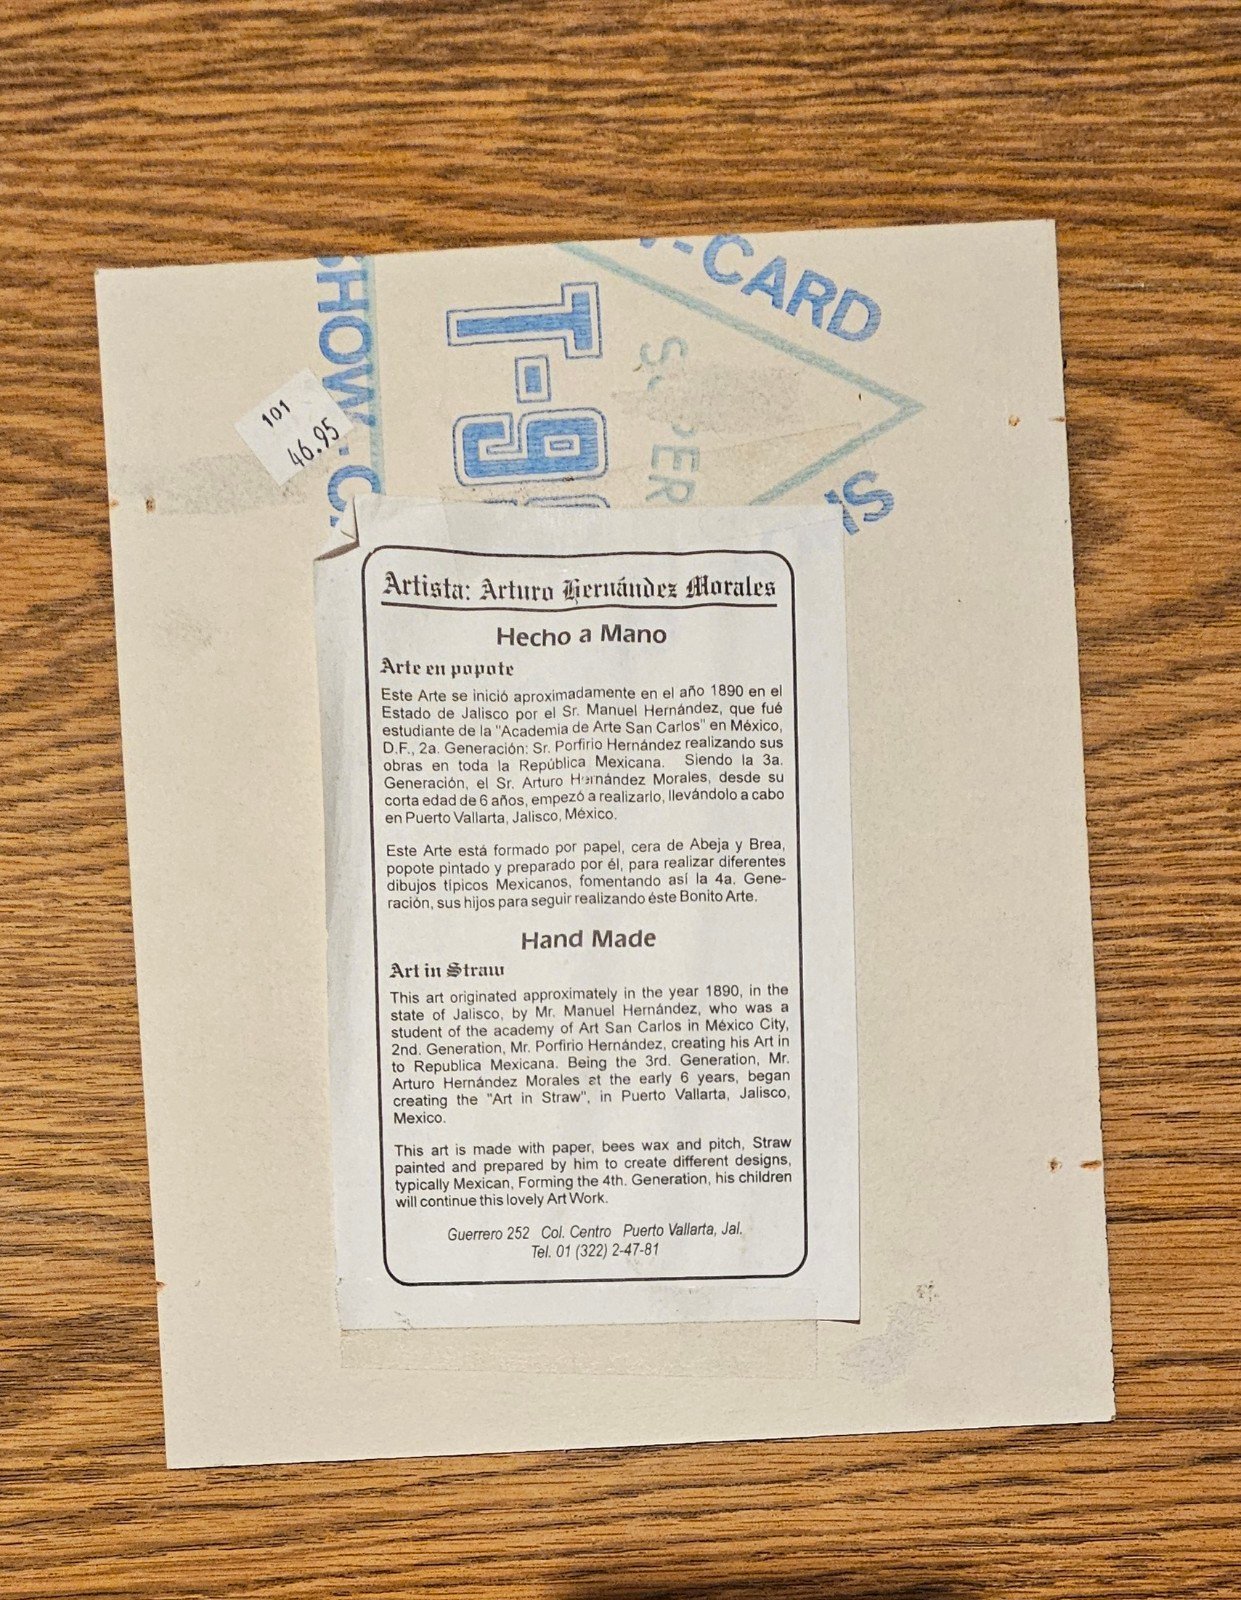 -CARD
SHOW-C
T-9
SUPER
101
46.95
Artista: Arturo Hernández Morales
Hecho a Mano
Arte en popote
Este Arte se inició aproximadamente en el año 1890 en el
Estado de Jalisco por el Sr. Manuel Hernández, que fué
estudiante de la "Academia de Arte San Carlos" en México,
D.F., 2a. Generación: Sr. Porfirio Hernández realizando sus
obras en toda la República Mexicana. Siendo la 3a.
Generación, el Sr. Arturo Hernández Morales, desde su
corta edad de 6 años, empezó a realizarlo, llevándolo a cabo
en Puerto Vallarta, Jalisco, México.
Este Arte está formado por papel, cera de Abeja y Brea,
popote pintado y preparado por él, para realizar diferentes
dibujos típicos Mexicanos, fomentando así la 4a. Gene-
ración, sus hijos para seguir realizando éste Bonito Arte.
Hand Made
Art in Straw
This art originated approximately in the year 1890, in the
state of Jalisco, by Mr. Manuel Hernández, who was a
student of the academy of Art San Carlos in México City,
2nd. Generation, Mr. Porfirio Hernández, creating his Art in
to Republica Mexicana. Being the 3rd. Generation, Mr.
Arturo Hernández Morales at the early 6 years, began
creating the "Art in Straw", in Puerto Vallarta, Jalisco,
Mexico.
This art is made with paper, bees wax and pitch, Straw
painted and prepared by him to create different designs,
typically Mexican, Forming the 4th. Generation, his children
will continue this lovely Art Work.
Guerrero 252 Col. Centro Puerto Vallarta, Jal.
Tel. 01 (322) 2-47-81